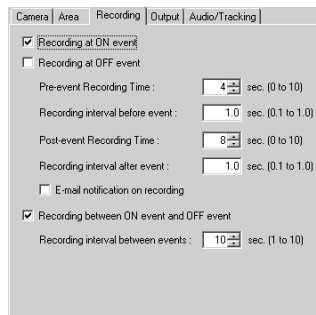 Camera Area Recording Output Audio/Tracking
Recording at ON event
Recording at OFF event
Pre-event Recording Time : 4 sec. (0 to 10)
Recording interval before event : 1.0 sec. (0.1 to 1.0)
Post-event Recording Time : 8 sec. (0 to 10)
Recording interval after event : 1.0 sec. (0.1 to 1.0)
E-mail notification on recording
Recording between ON event and OFF event
Recording interval between events : 10 sec. (1 to 10)